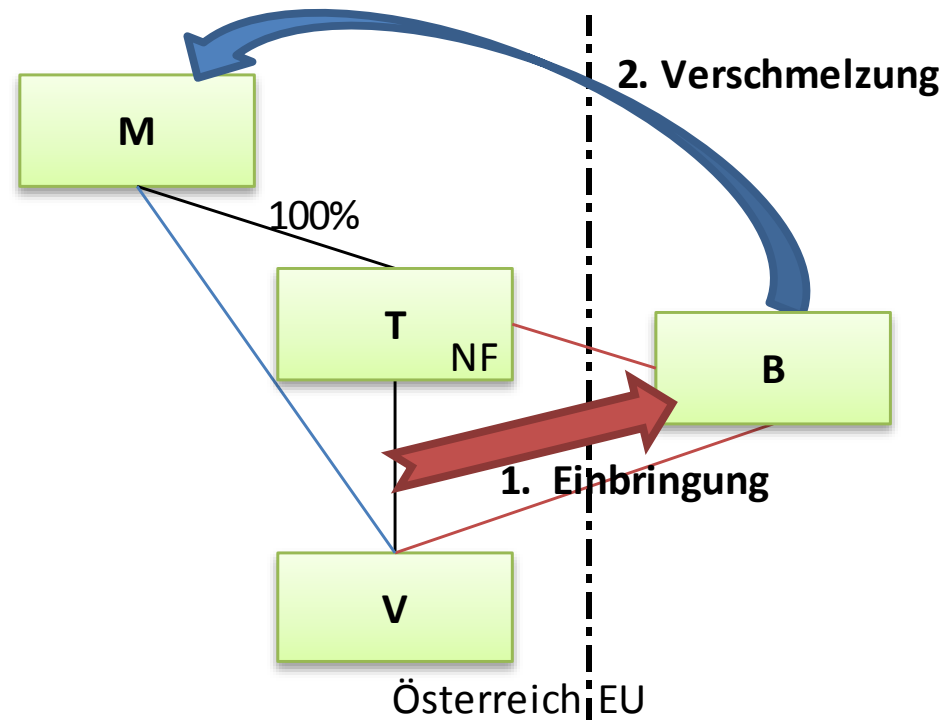 2. Verschmelzung
M
100%
T
NF
B
1. Einbringung
V
Österreich EU